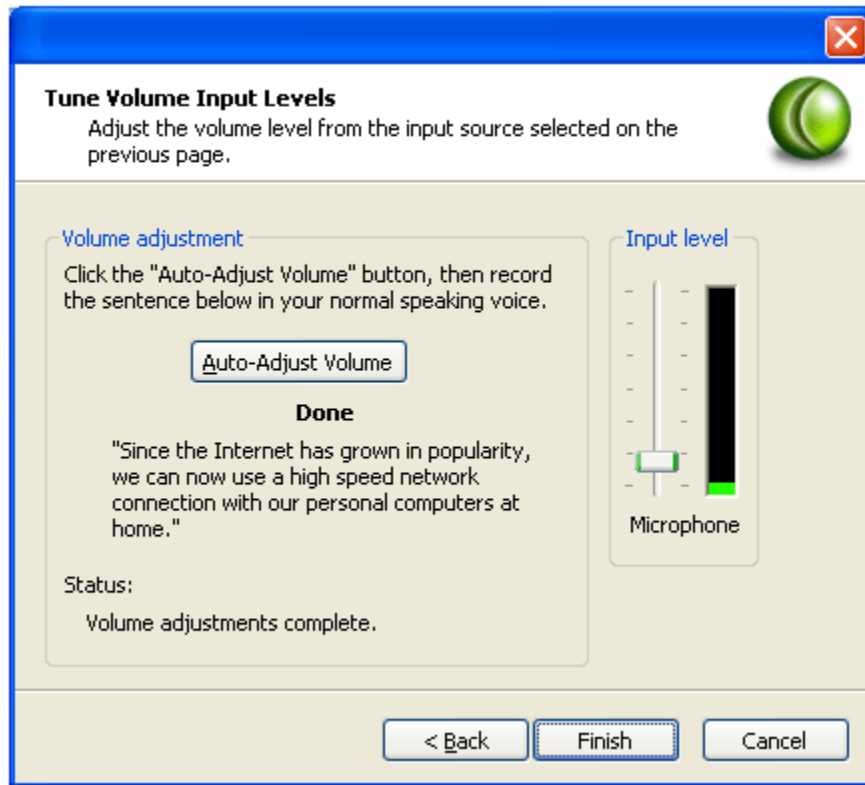 Tune Volume Input Levels
Adjust the volume level from the input source selected on the
previous page.
Volume adjustment
Click the "Auto-Adjust Volume" button, then record
the sentence below in your normal speaking voice.
Auto-Adjust Volume
Done
"Since the Internet has grown in popularity,
we can now use a high speed network
connection with our personal computers at
home."
Status:
Volume adjustments complete.
Input level
Microphone
< Back
Finish
Cancel